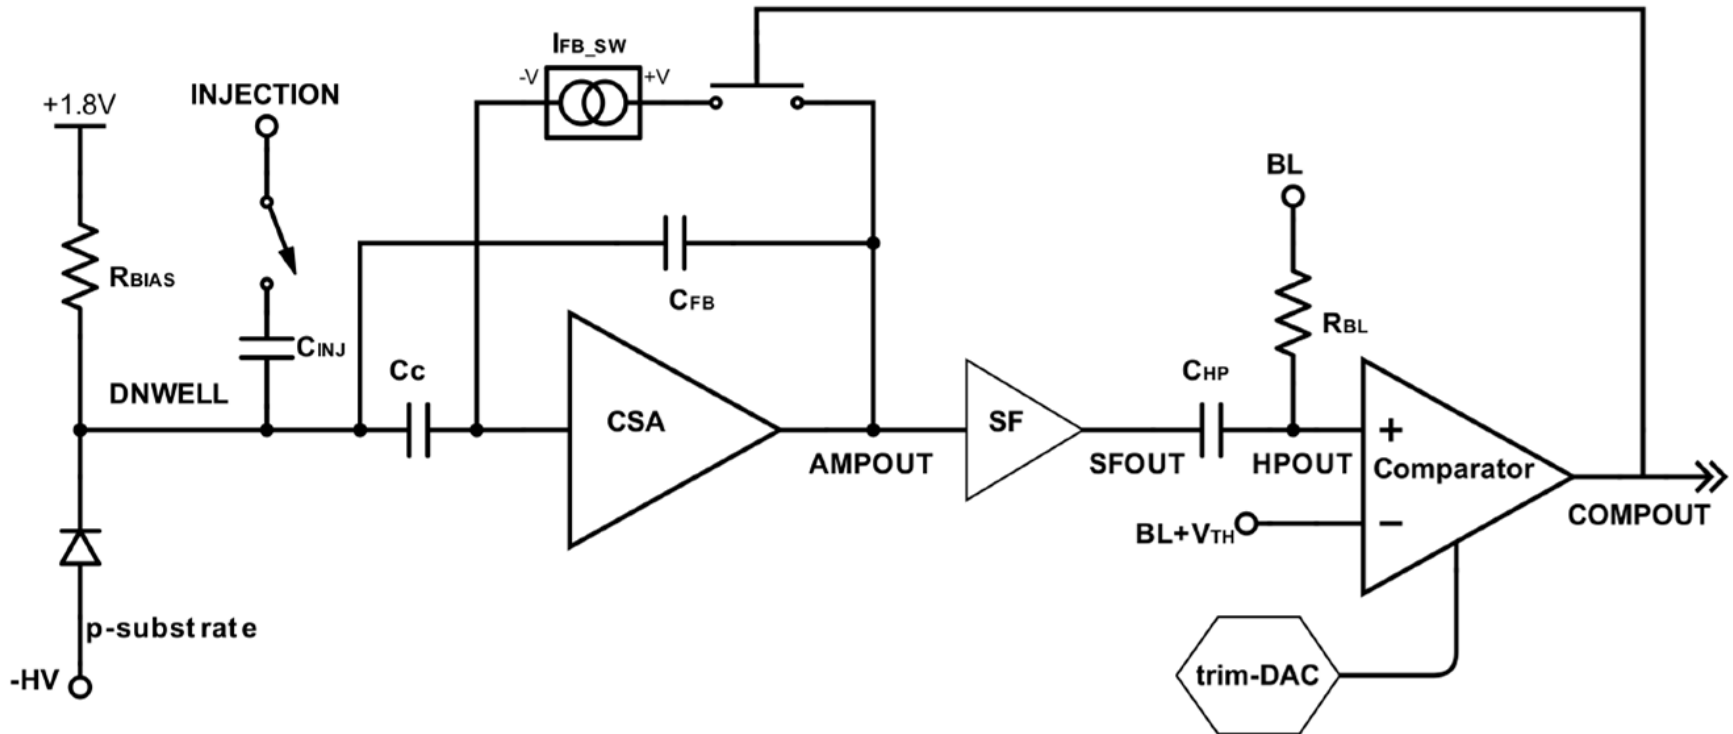 IFB_SW
-V
+V
+1.8V
INJECTION
BL
RBIAS
CFB
RBL
CINJ
Cc
CHP
DNWELL
CSA
SF
+
AMPOUT
SFOUT
HPOUT
Comparator
BL+VTH
−
COMPOUT
p-substrate
trim-DAC
-HV